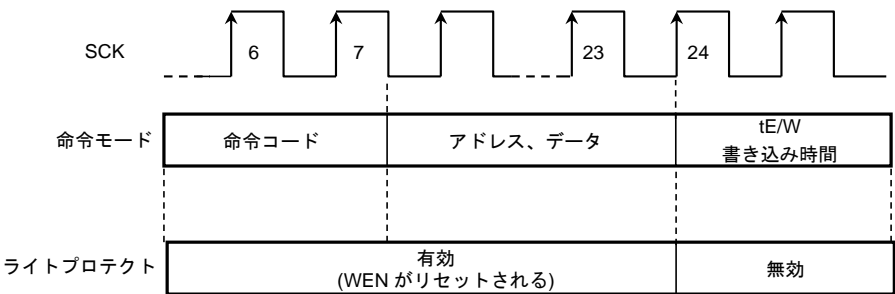 SCK
6
7
23
24
命令モード
命令コード
アドレス、データ
tE/W
書き込み時間
ライトプロテクト
有効
(WEN がリセットされる)
無効